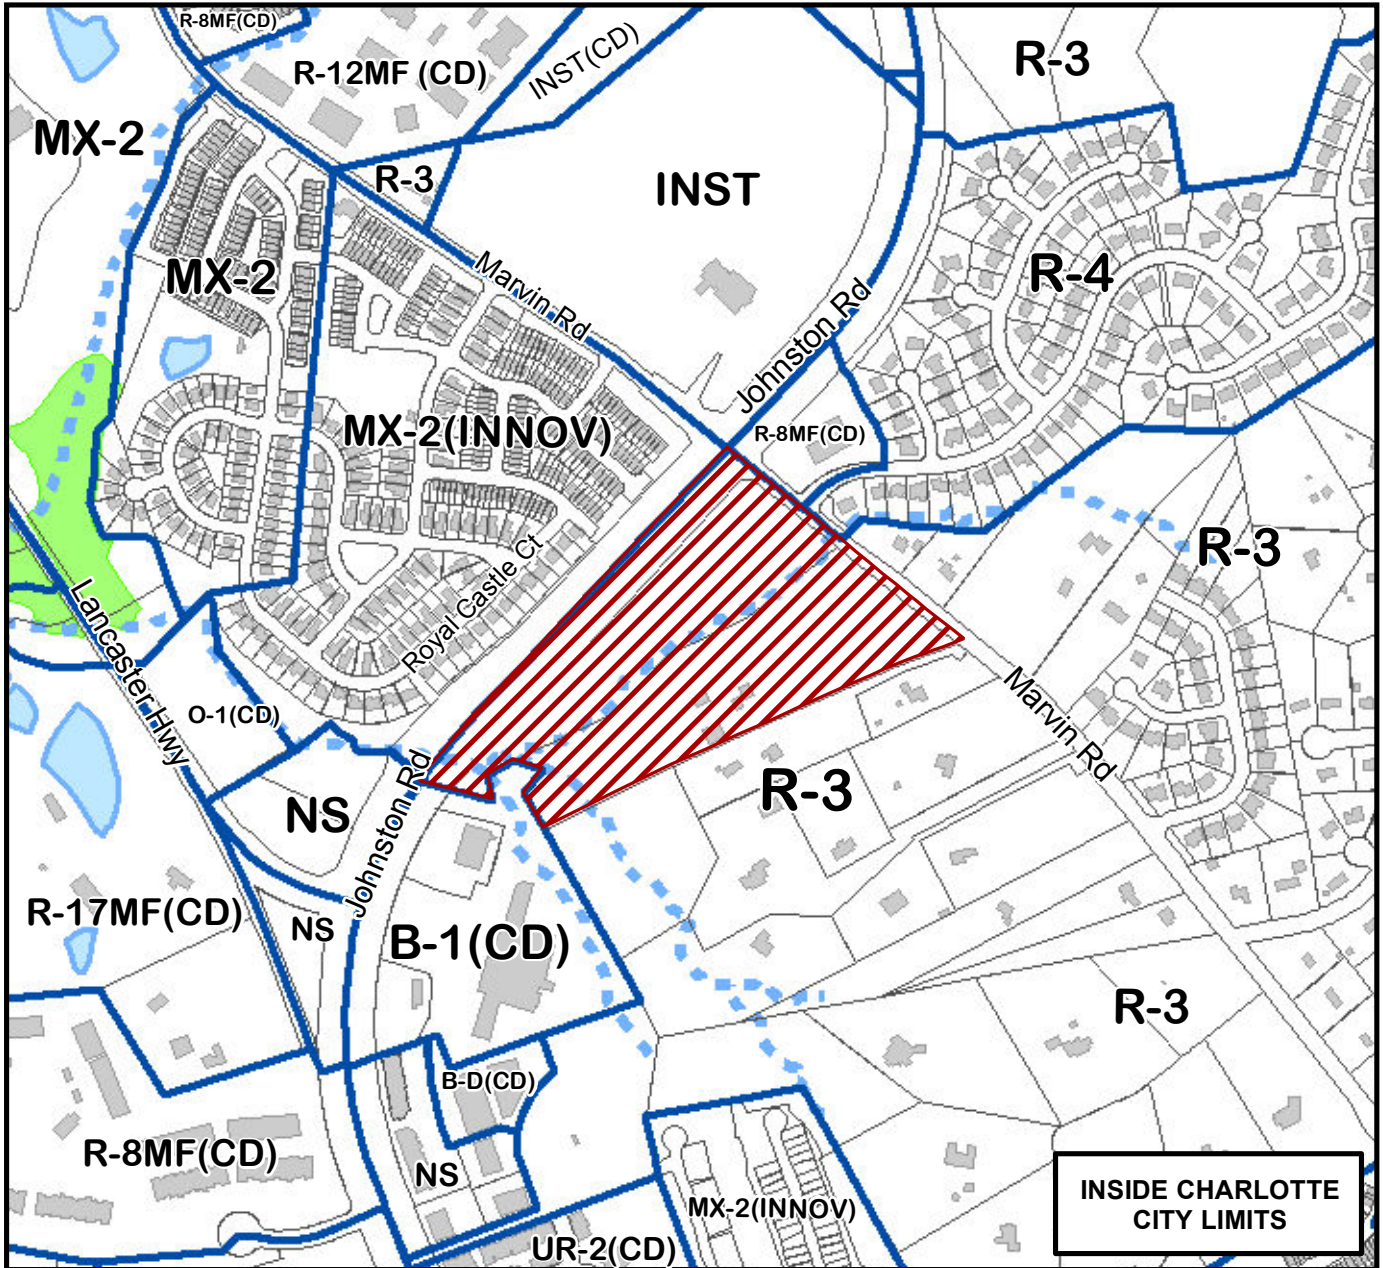 R-8MF(CD)
R-12MF (CD)
INST(CD)
R-3
MX-2
R-3
INST
MX-2
Marvin Rd
R-4
Johnston Rd
MX-2(INNOV)
R-8MF(CD)
R-3
Royal Castle Ct
Lancaster Hwy
O-1(CD)
Marvin Rd
NS
Johnston Rd
R-3
R-17MF(CD)
NS
B-1(CD)
R-3
B-D(CD)
R-8MF(CD)
NS
MX-2(INNOV)
UR-2(CD)
INSIDE CHARLOTTE
CITY LIMITS